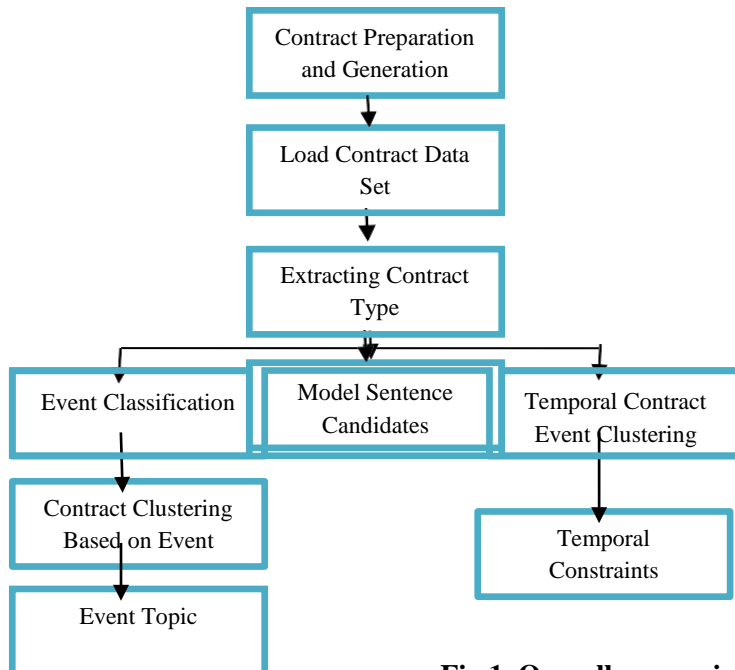 Contract Preparation
and Generation
Load Contract Data
Set
Extracting Contract
Type
Event Classification
Model Sentence
Candidates
Temporal Contract
Event Clustering
Contract Clustering
Based on Event
Temporal
Constraints
Event Topic